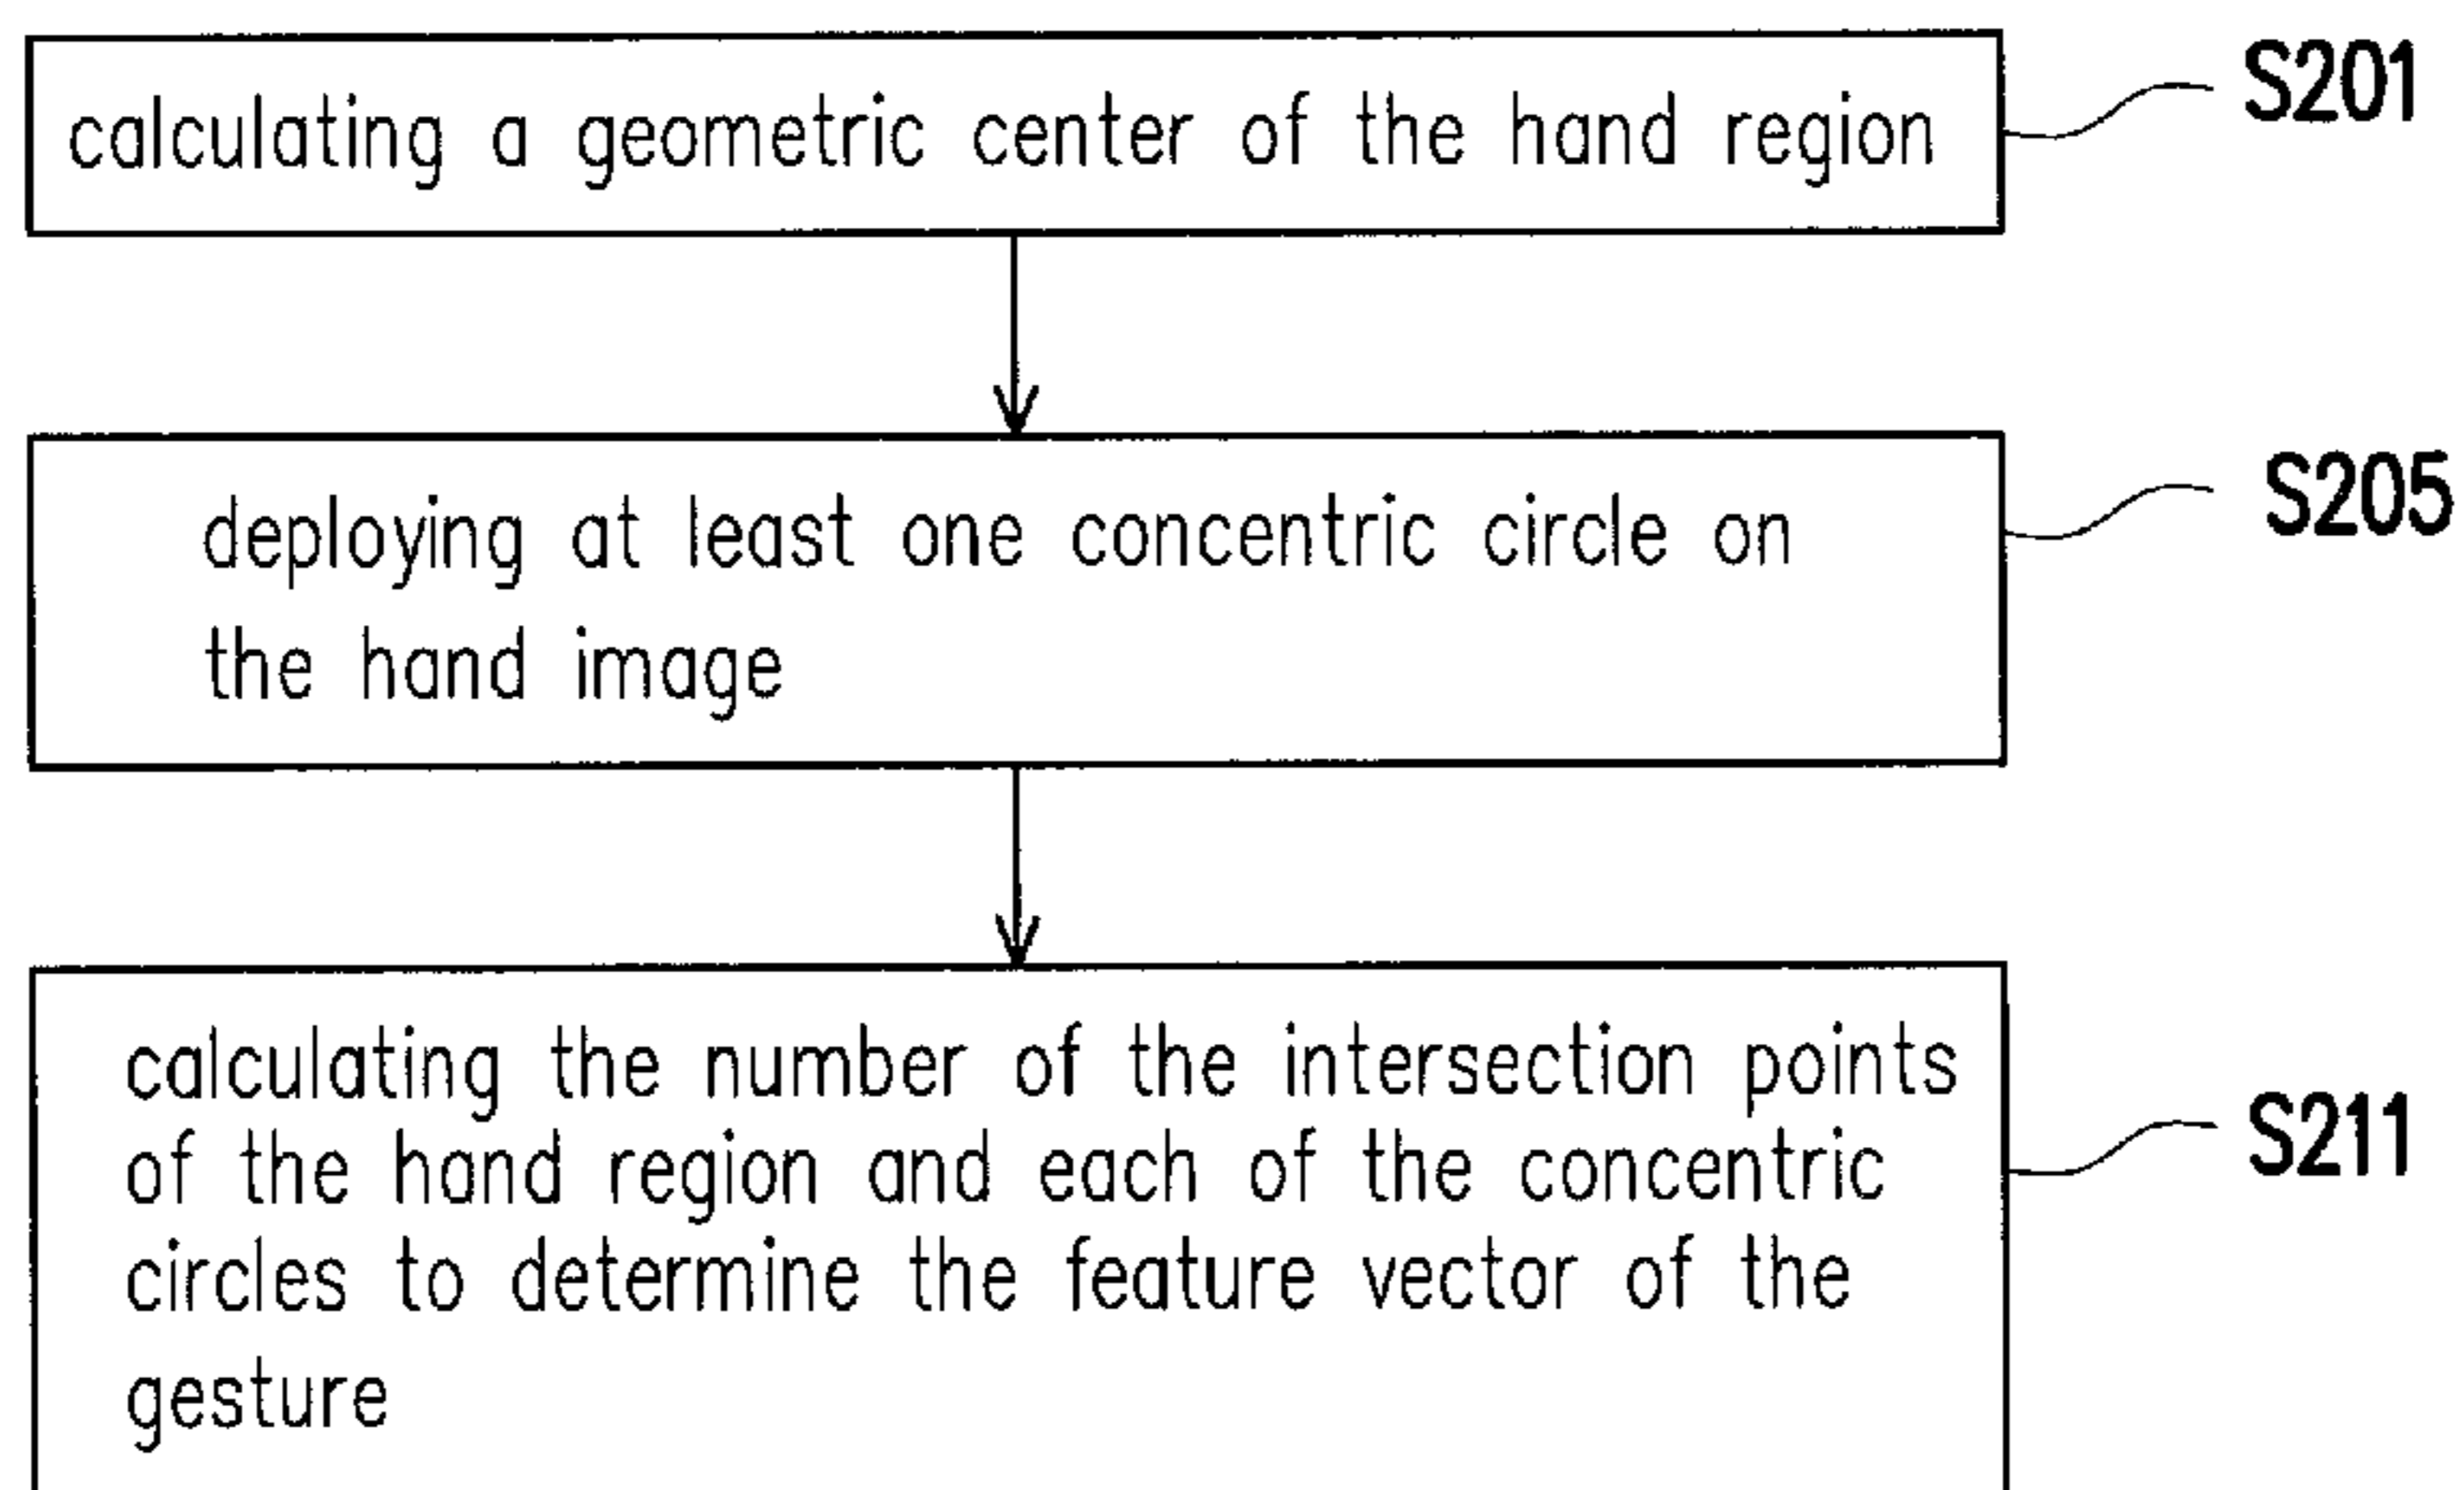 calculating a geometric center of the hand region
S201
deploying at least one concentric circle on
the hand image
S205
calculating the number of the intersection points
of the hand region and each of the concentric
circles to determine the feature vector of the
gesture
S211